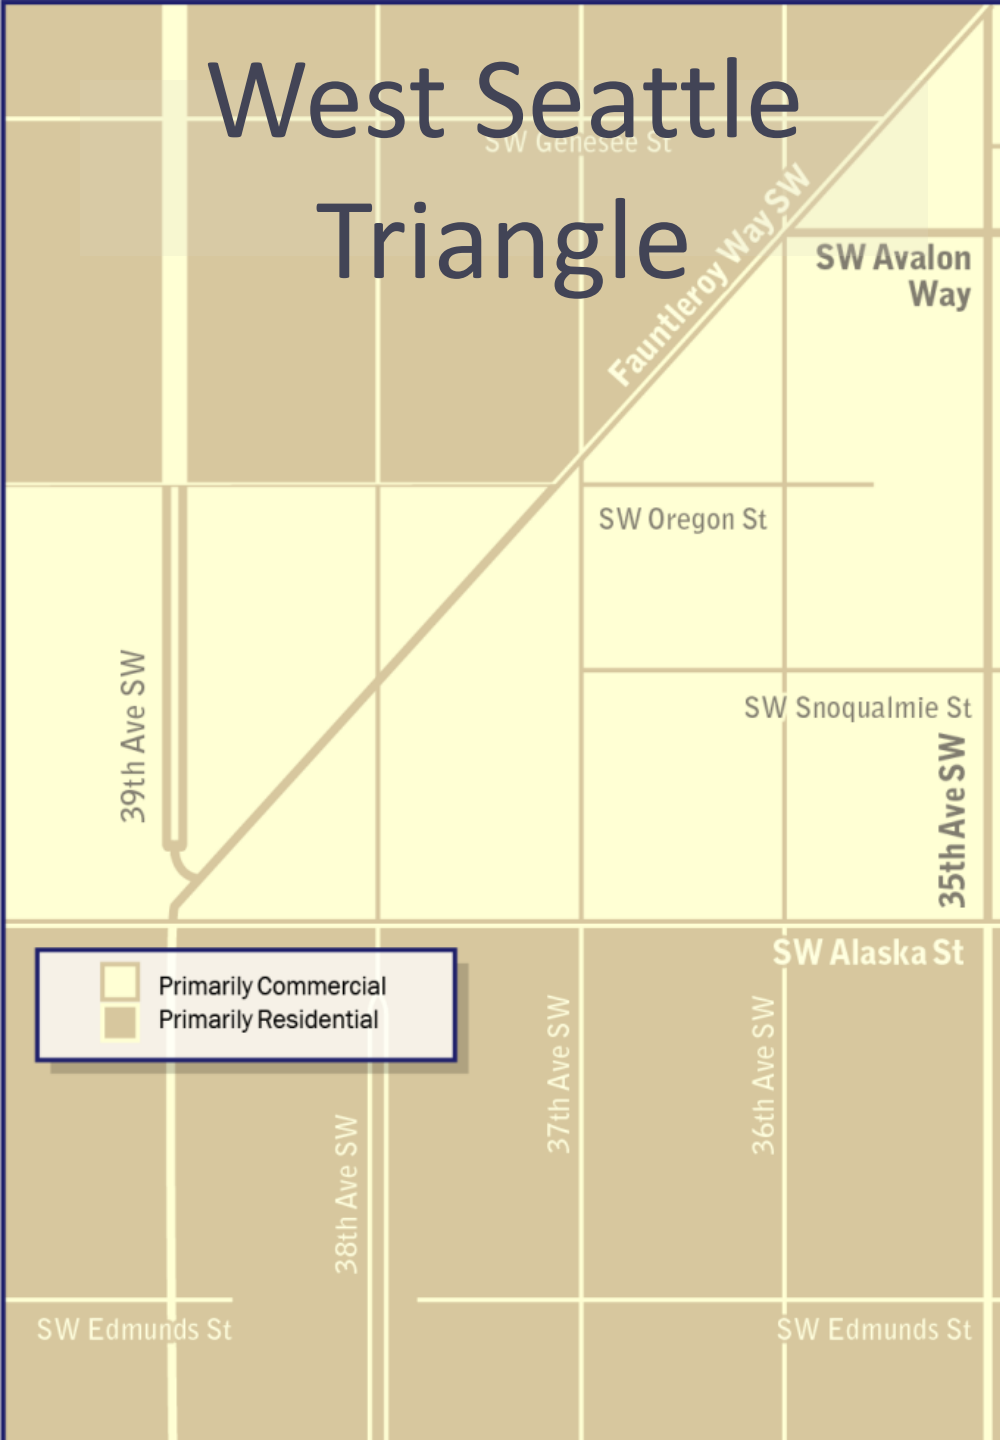 West Seattle
Triangle
SW Genesee St
Fauntleroy Way SW
SW Avalon
Way
SW Oregon St
39th Ave SW
SW Snoqualmie St
35th Ave SW
SW Alaska St
Primarily Commercial
Primarily Residential
37th Ave SW
36th Ave SW
38th Ave SW
SW Edmunds St
SW Edmunds St